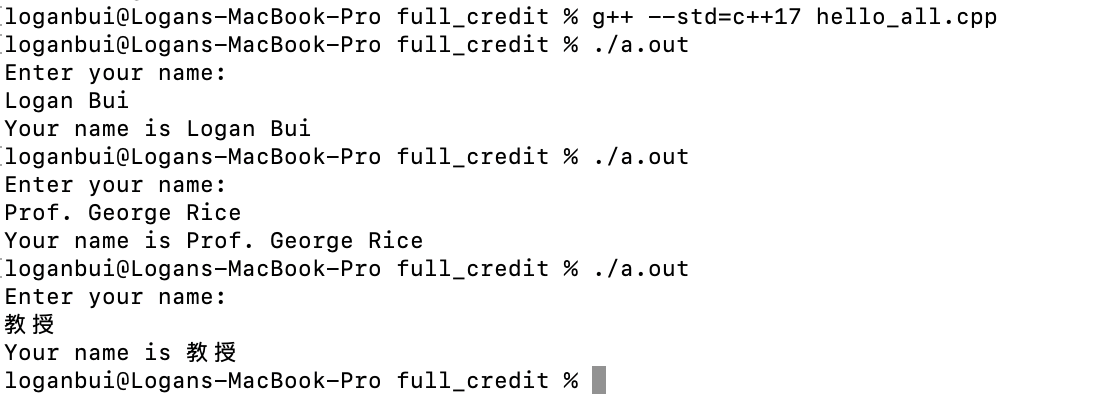 loganbui@Logans-MacBook-Pro full_credit % g++ --std=c++17 hello_all.cpp
loganbui@Logans-MacBook-Pro full_credit % ./a.out
Enter your name:
Logan Bui
Your name is Logan Bui
loganbui@Logans-MacBook-Pro full_credit % ./a.out
Enter your name:
Prof. George Rice
Your name is Prof. George Rice
loganbui@Logans-MacBook-Pro full_credit % ./a.out
Enter your name:
教授
Your name is 教授
loganbui@Logans-MacBook-Pro full_credit %